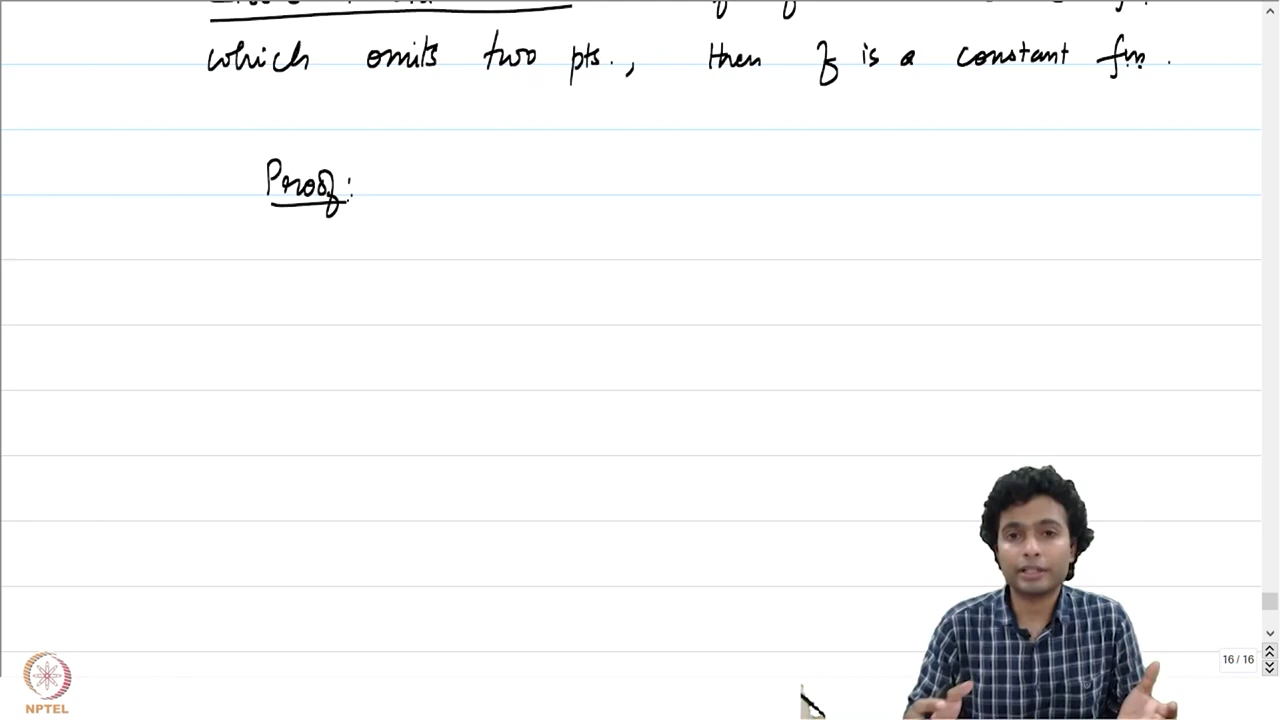 which omits two pts., then f is a constant fn.
Proof:
16 / 16
NPTEL